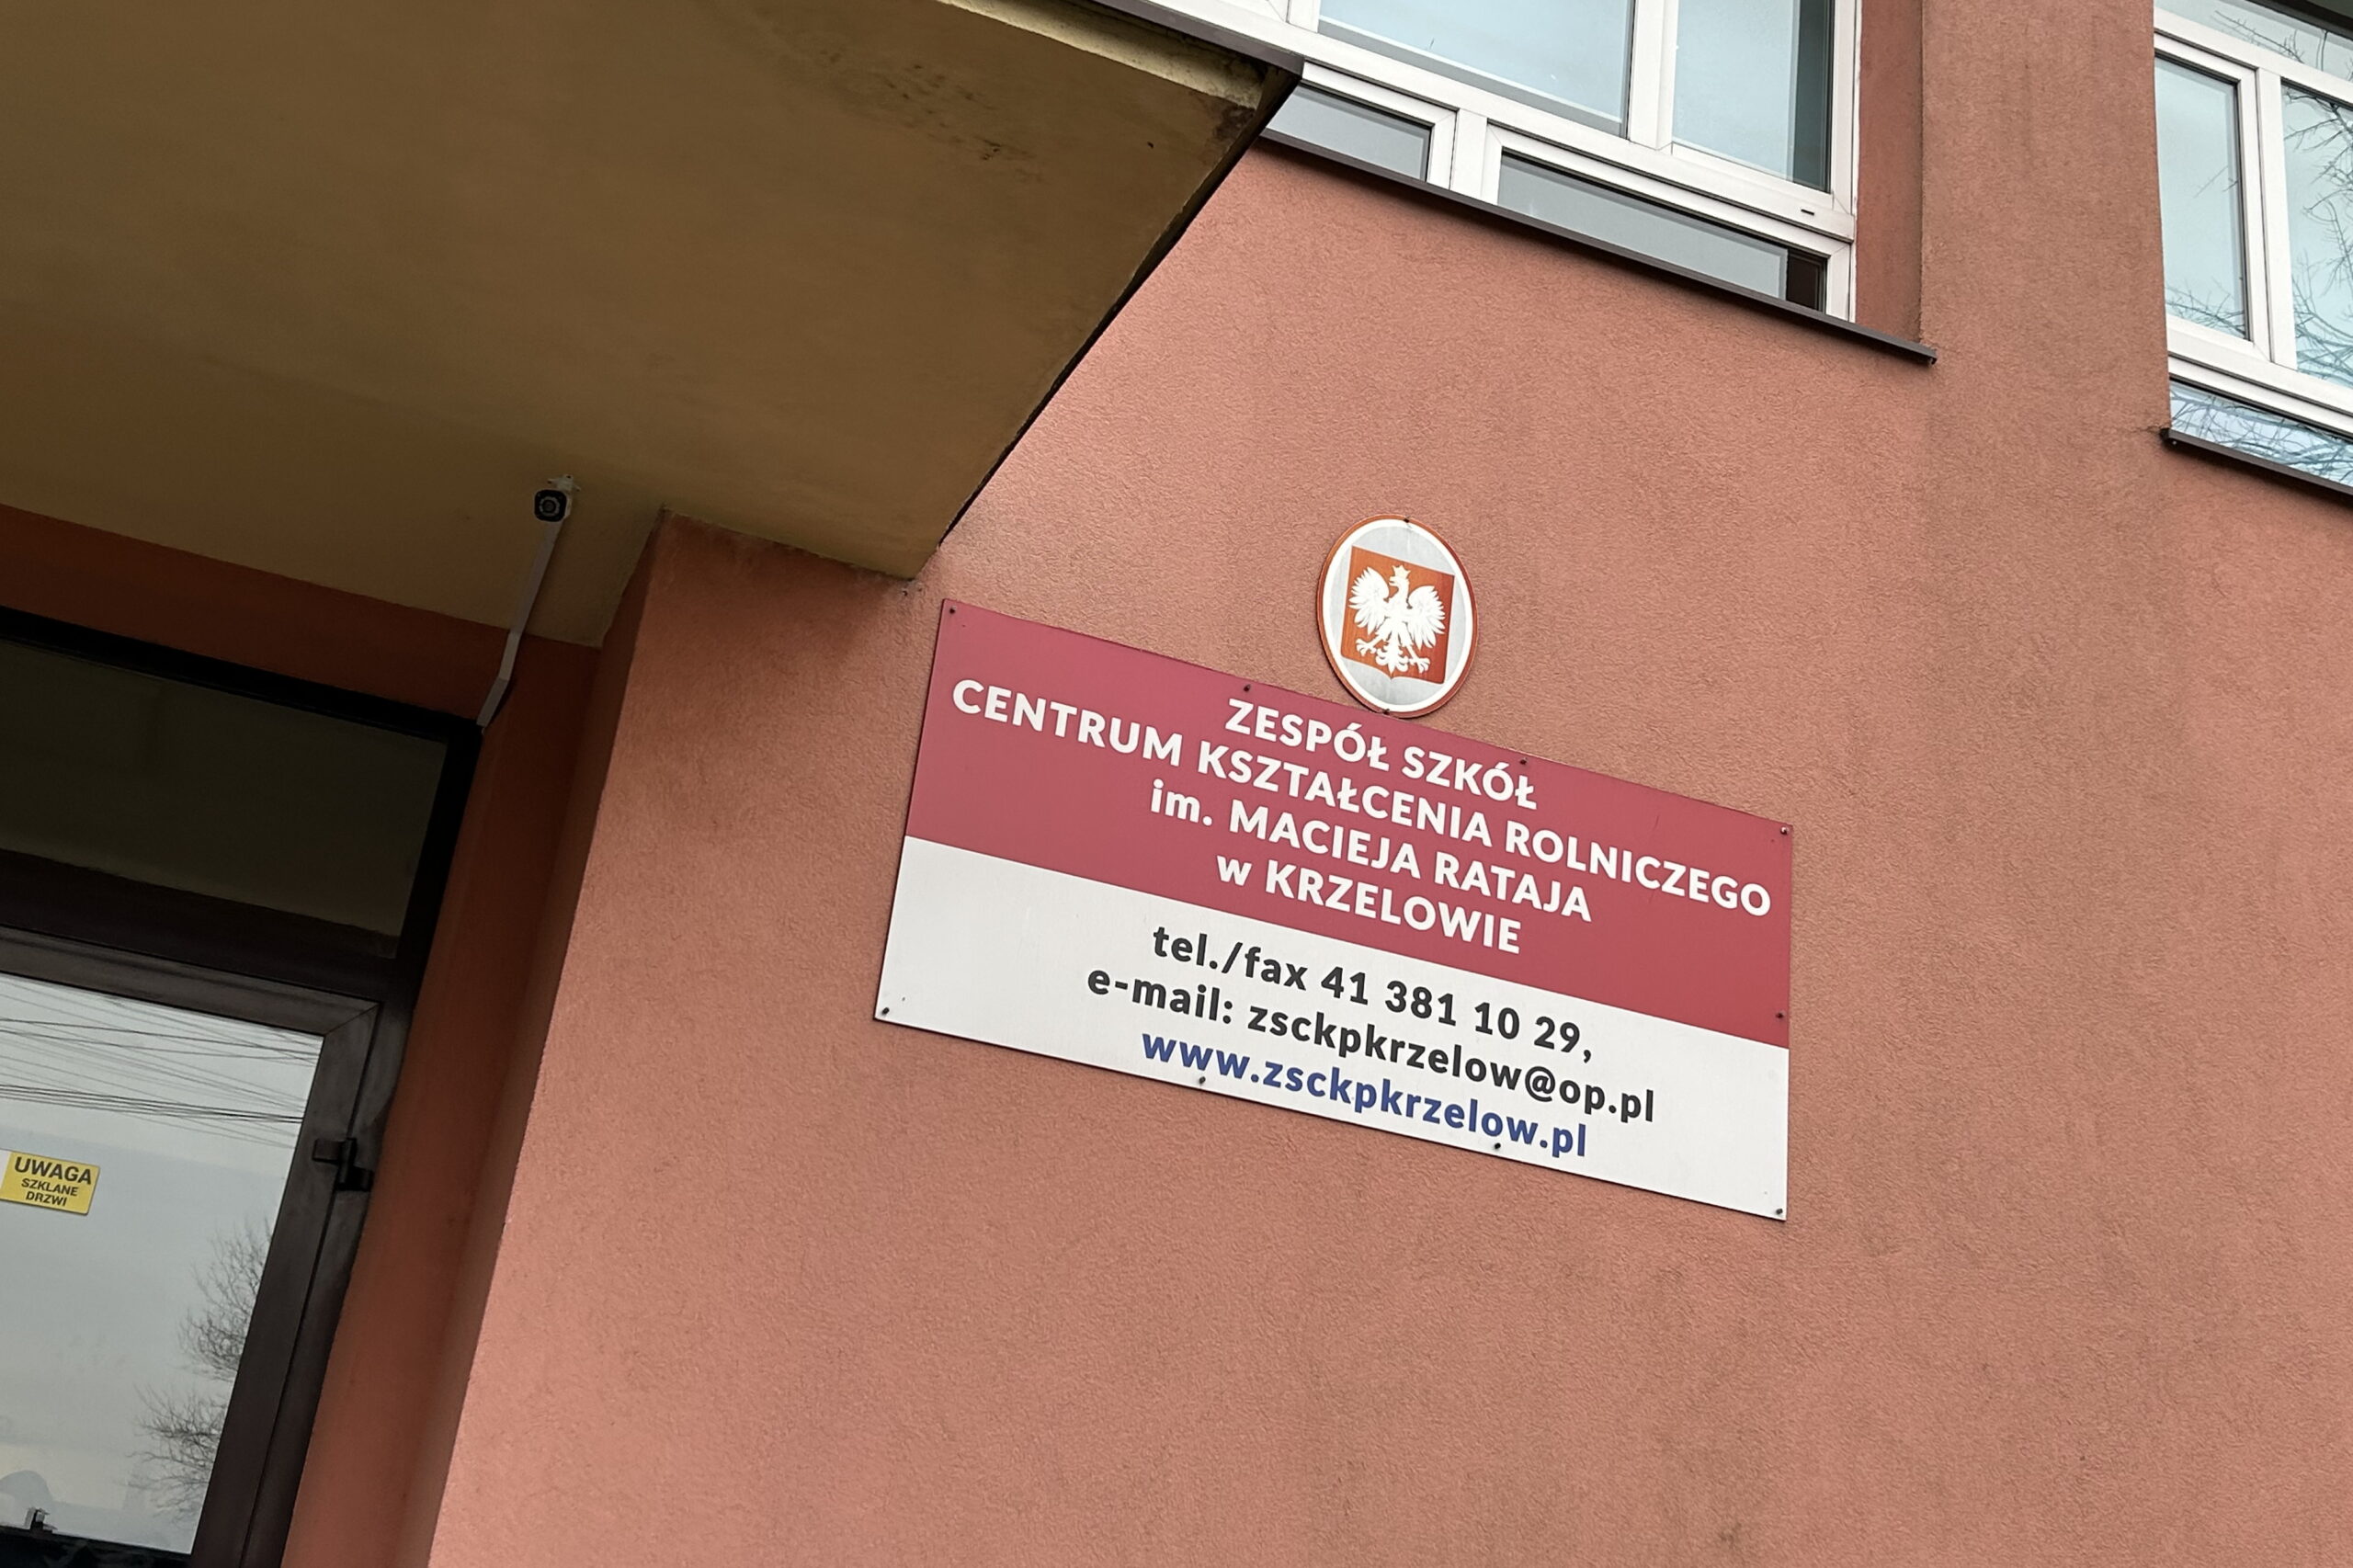 ZESPÓŁ SZKÓŁ
CENTRUM KSZTAŁCENIA ROLNICZEGO
im. MACIEJA RATAJA
w KRZELOWIE
tel./fax 41 381 10 29,
e-mail: zsckpkrzelow@op.pl
www.zsckpkrzelow.pl
UWAGA
SZKLANE
DRZWI